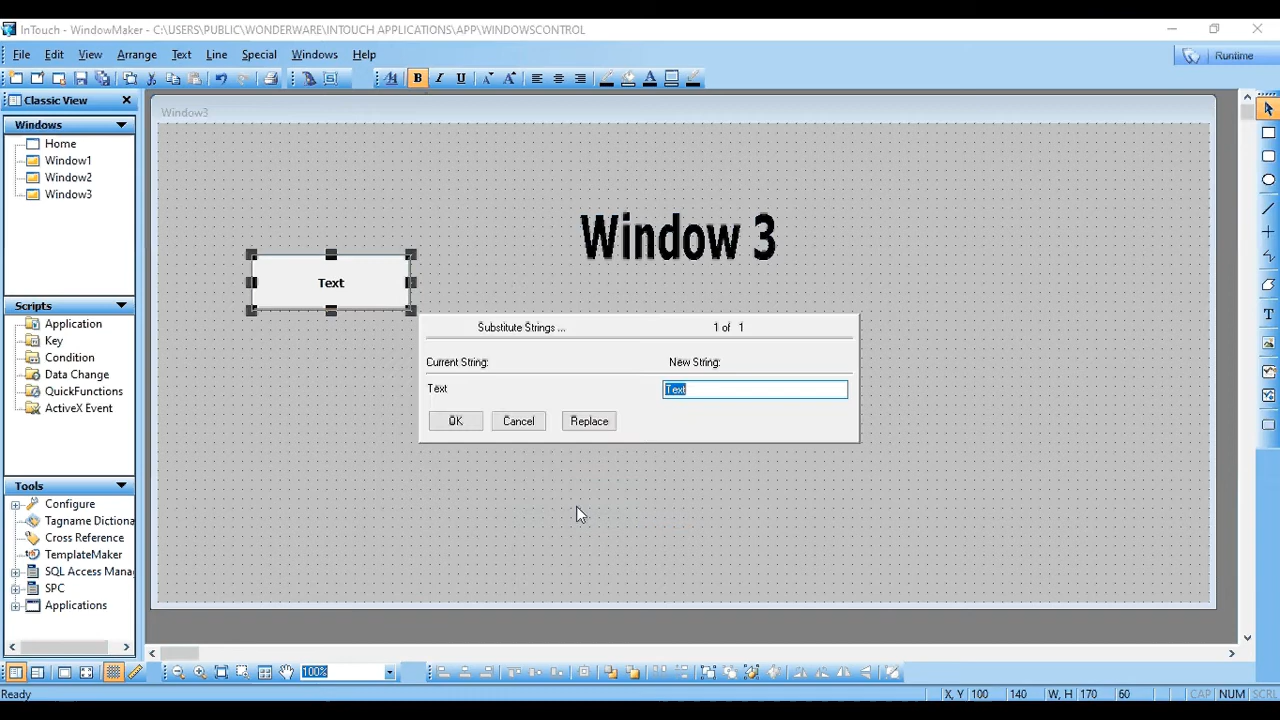 InTouch - WindowMaker - C:\USERS\PUBLIC\WONDERWARE\INTOUCH APPLICATIONS\APP\WINDOWSCONTROL
File Edit View Arrange Text Line Special Windows Help
Runtime
B I U A
Classic View
Windows
Home
Window1
Window2
Window3
Scripts
Application
Key
Condition
Data Change
QuickFunctions
ActiveX Event
Tools
Configure
Tagname Dictiona
Cross Reference
TemplateMaker
SQL Access Mana
SPC
Applications
Window3
Window 3
Text
Substitute Strings ... 1 of 1
Current String: New String:
Text Text
OK Cancel Replace
T
100%
Ready X, Y 100 140 W, H 170 60 CAP NUM SCRL